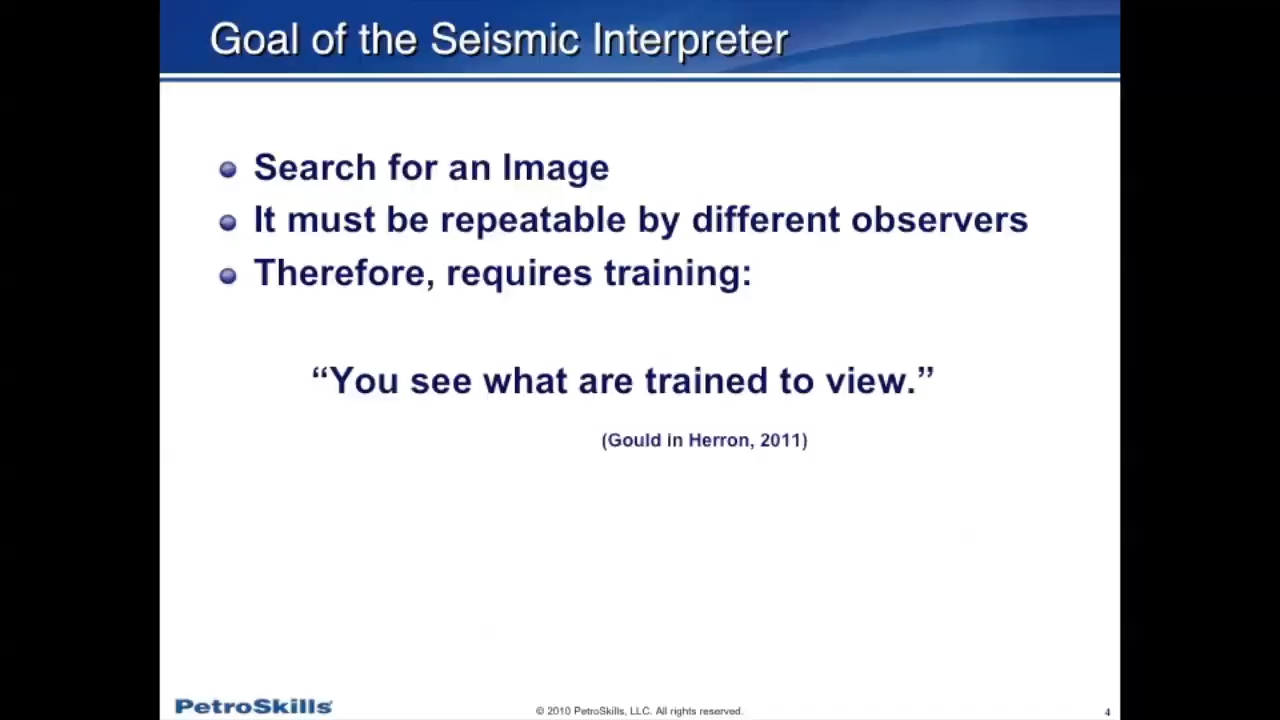 Goal of the Seismic Interpreter
Search for an Image
It must be repeatable by different observers
Therefore, requires training:
“You see what are trained to view.”
(Gould in Herron, 2011)
PetroSkills
© 2010 PetroSkills, LLC. All rights reserved.
4